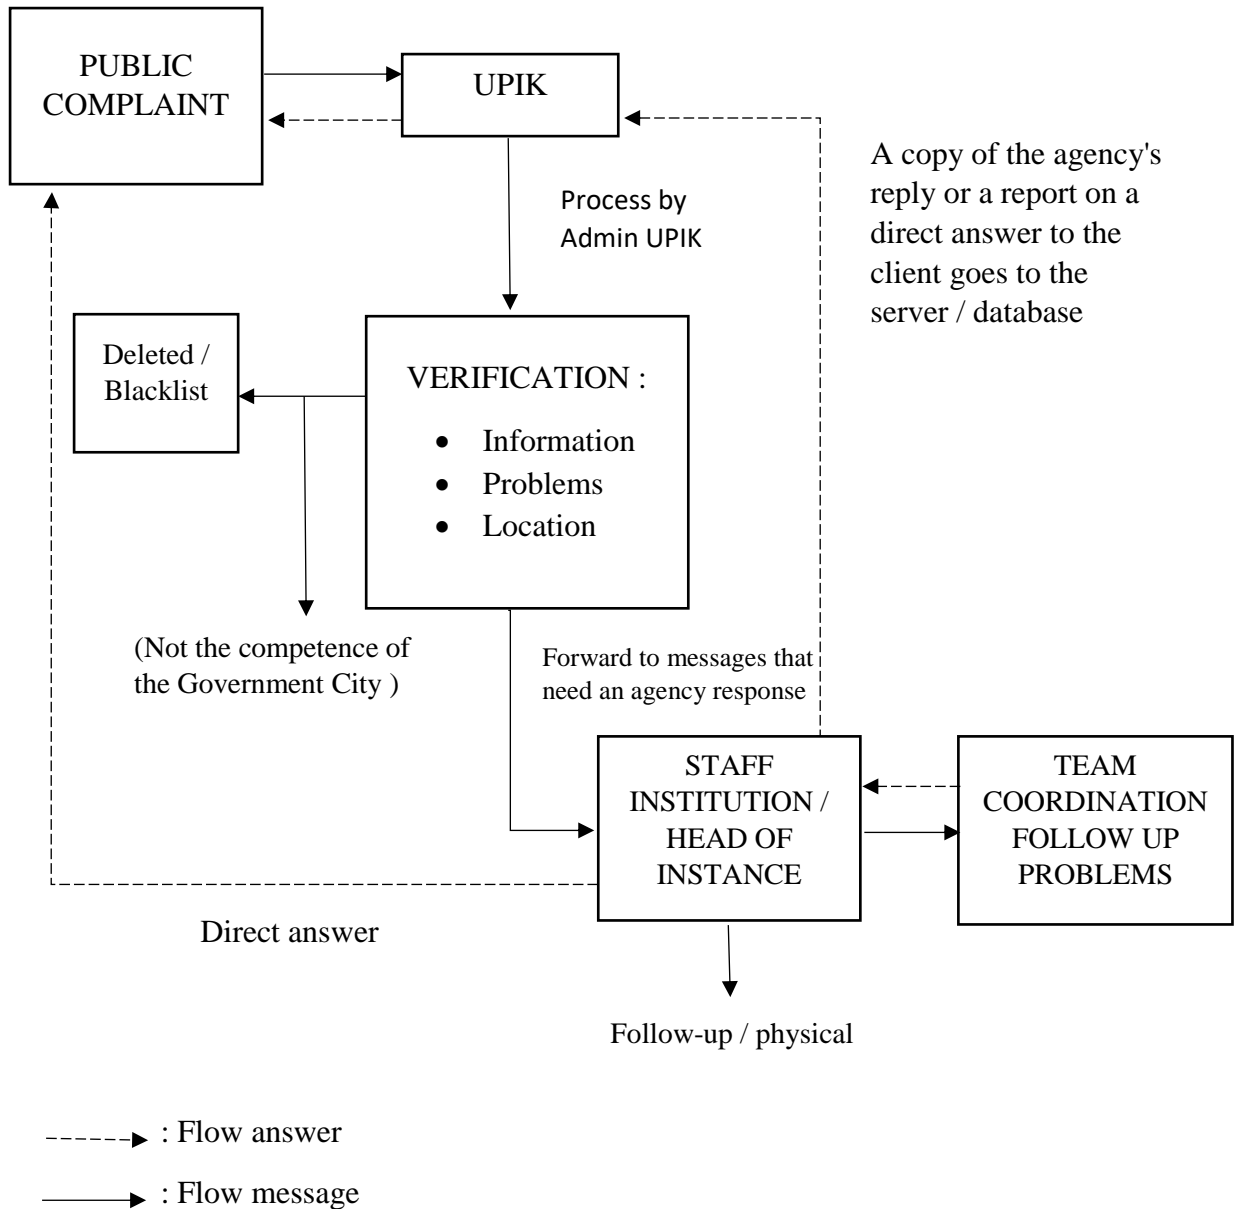 PUBLIC
COMPLAINT
UPIK
A copy of the agency's
reply or a report on a
direct answer to the
client goes to the
server / database
Process by
Admin UPIK
Deleted /
Blacklist
VERIFICATION :
• Information
• Problems
• Location
(Not the competence of
the Government City )
Forward to messages that
need an agency response
STAFF
INSTITUTION /
HEAD OF
INSTANCE
TEAM
COORDINATION
FOLLOW UP
PROBLEMS
Direct answer
Follow-up / physical
: Flow answer
: Flow message